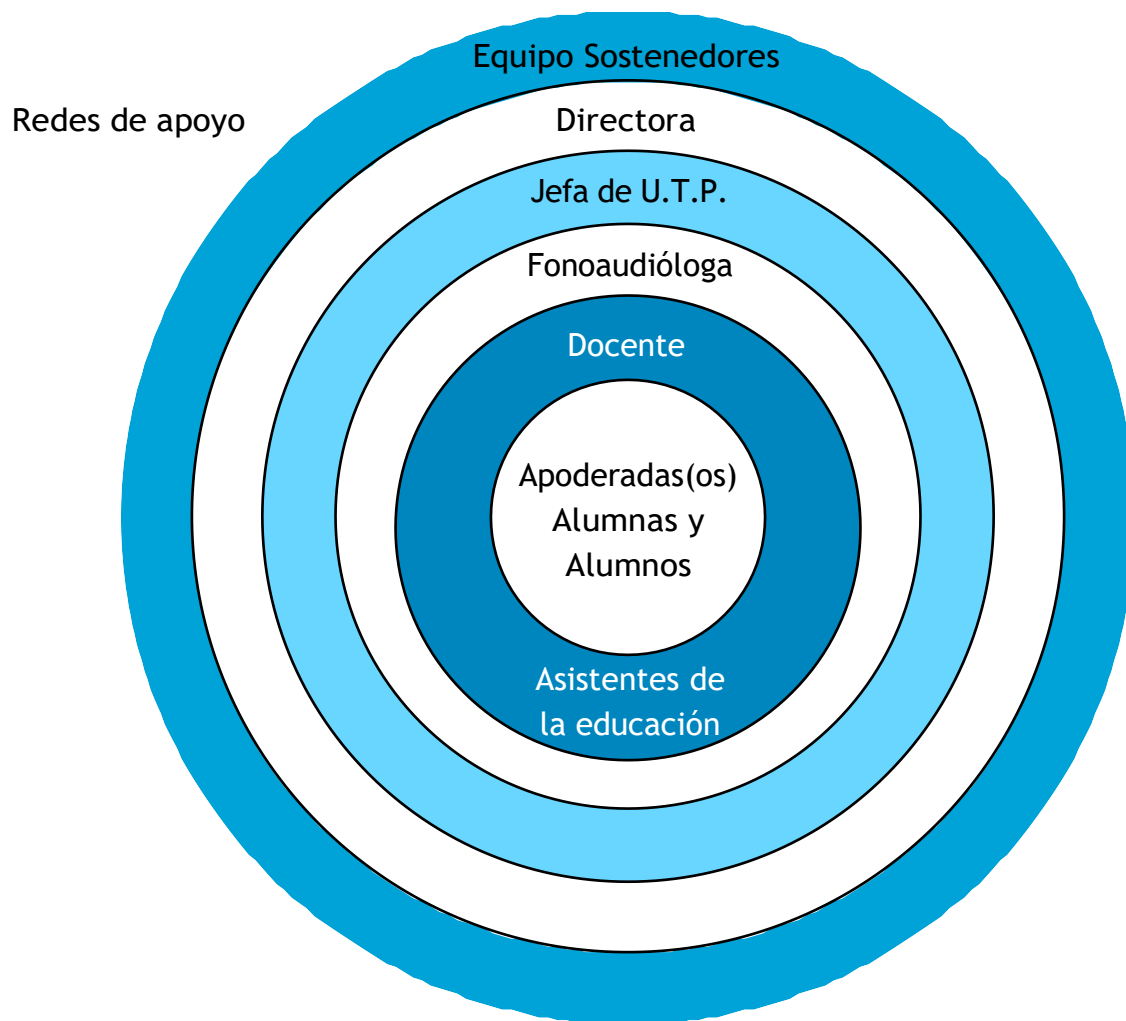 Equipo Sostenedores
Redes de apoyo
Directora
Jefa de U.T.P.
Fonoaudióloga
Docente
Apoderadas(os)
Alumnas y
Alumnos
Asistentes de
la educación